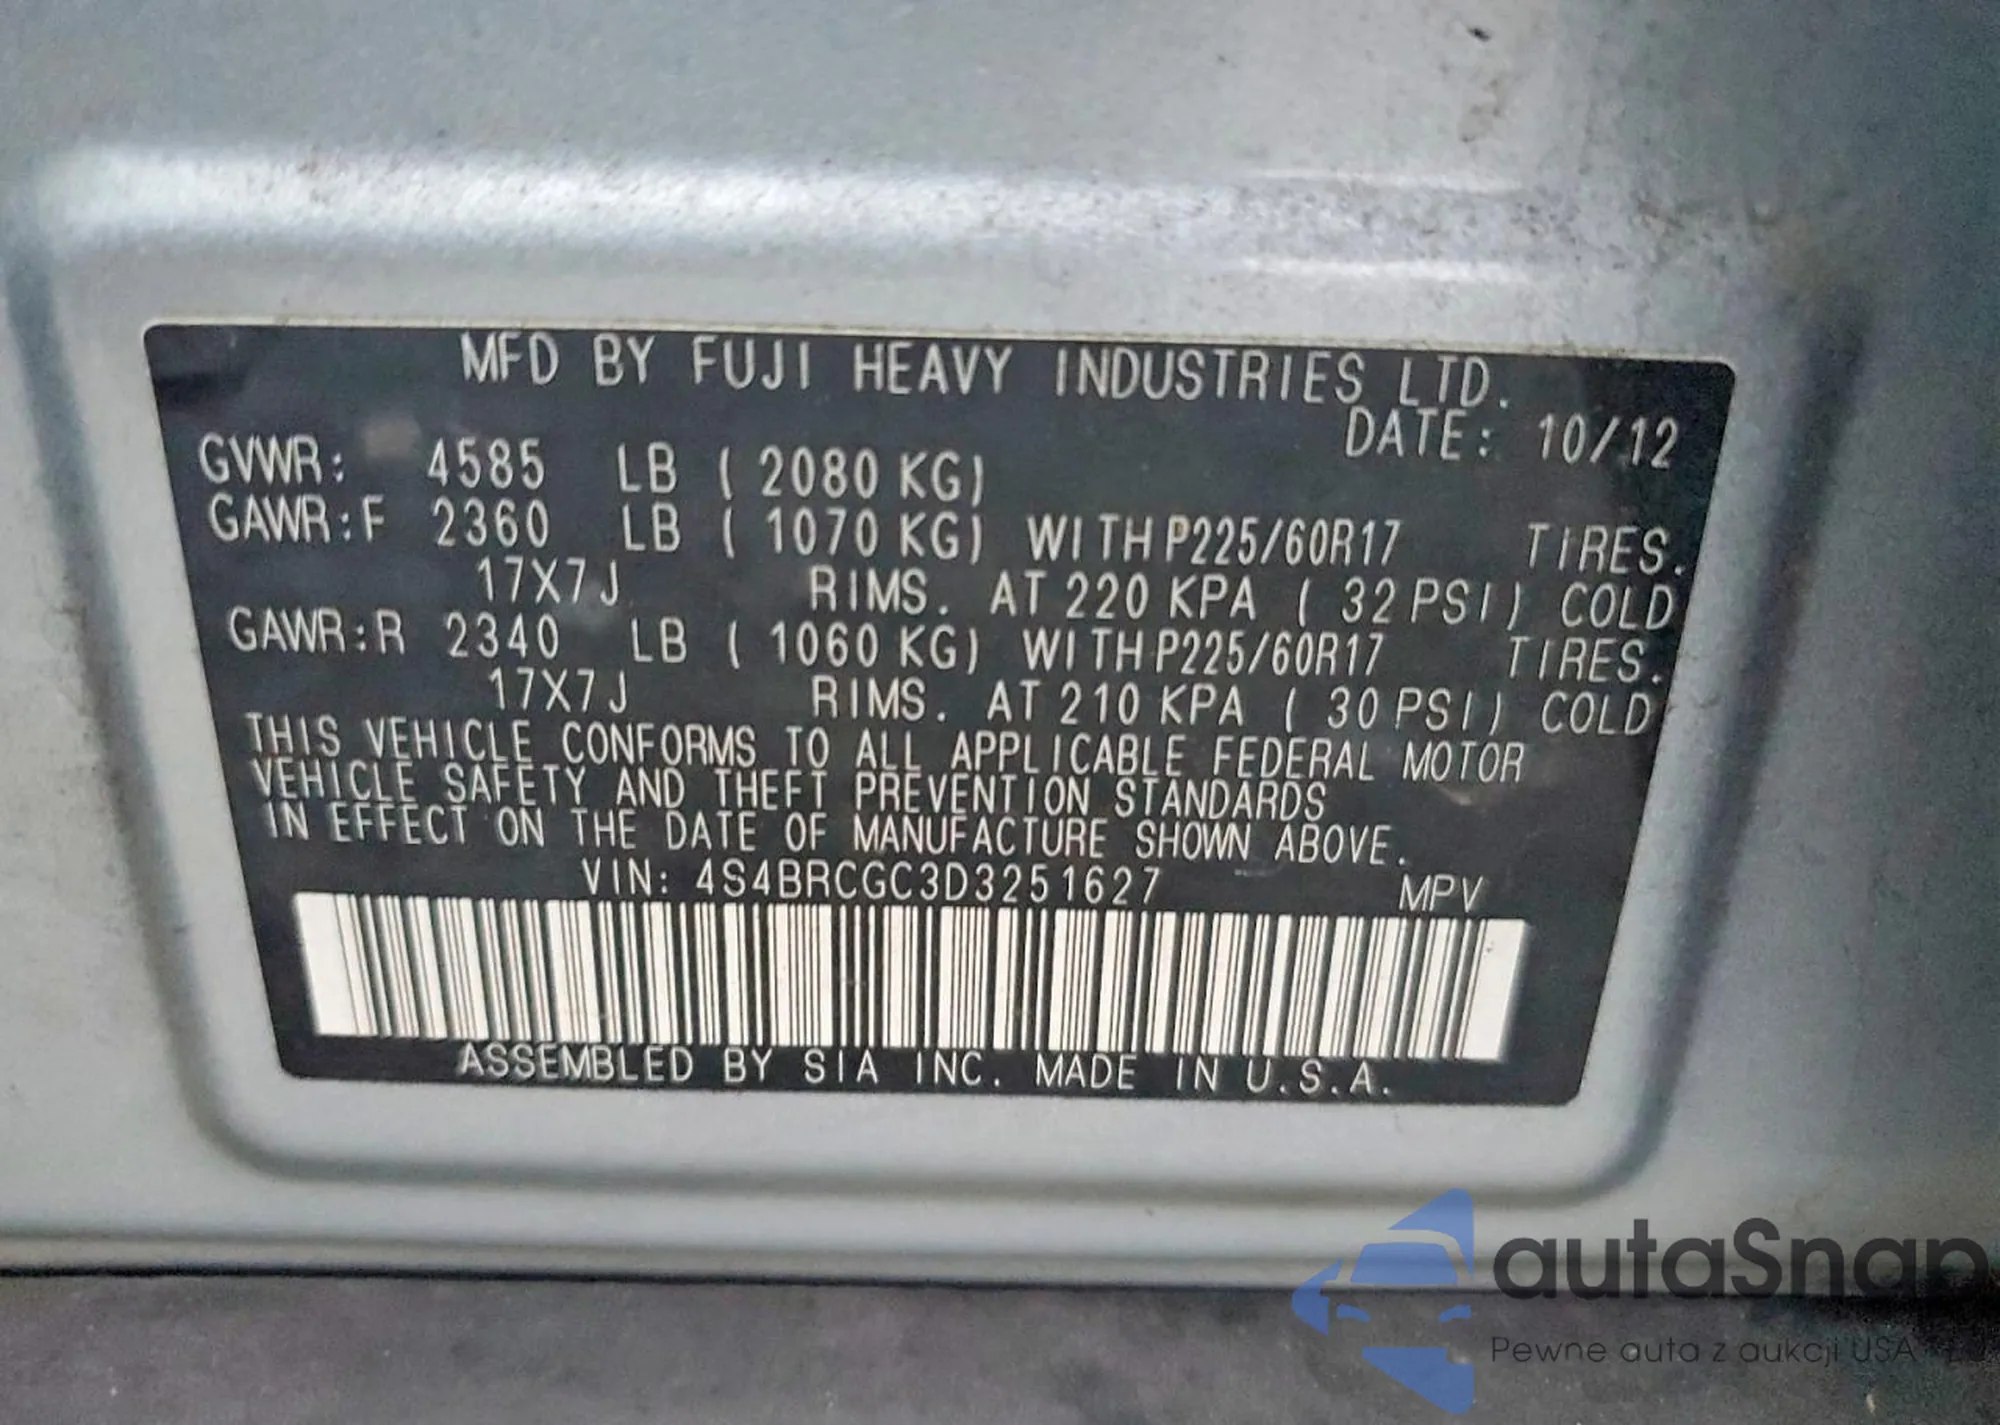 MFD BY FUJI HEAVY INDUSTRIES LTD.
DATE: 10/12
GVWR: 4585 LB ( 2080 KG)
GAWR:F 2360 LB ( 1070 KG) WITH P225/60R17 TIRES.
17X7J RIMS. AT 220 KPA ( 32 PSI) COLD
GAWR:R 2340 LB ( 1060 KG) WITH P225/60R17 TIRES.
17X7J RIMS. AT 210 KPA ( 30 PSI) COLD
THIS VEHICLE CONFORMS TO ALL APPLICABLE FEDERAL MOTOR
VEHICLE SAFETY AND THEFT PREVENTION STANDARDS
IN EFFECT ON THE DATE OF MANUFACTURE SHOWN ABOVE.
VIN: 4S4BRCGC3D3251627 MPV
ASSEMBLED BY SIA INC. MADE IN U.S.A.
autaSnap
Pewne auta z aukcji USA